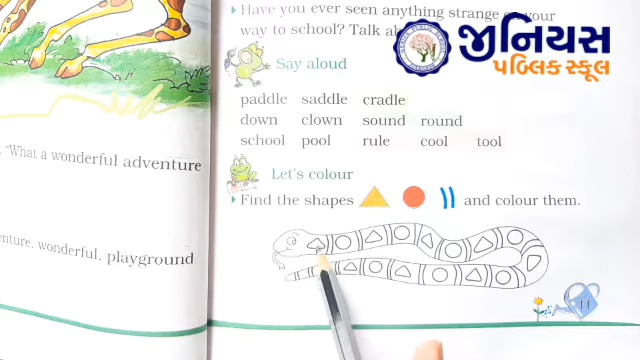 "What a wonderful adventure
enture, wonderful, playground
Have you ever seen anything strange on your
way to school? Talk
જીનિયસ
પબ્લિક સ્કૂલ
Say aloud
paddle saddle cradle
down clown sound round
school pool rule cool tool
Let's colour
Find the shapes and colour them.
11